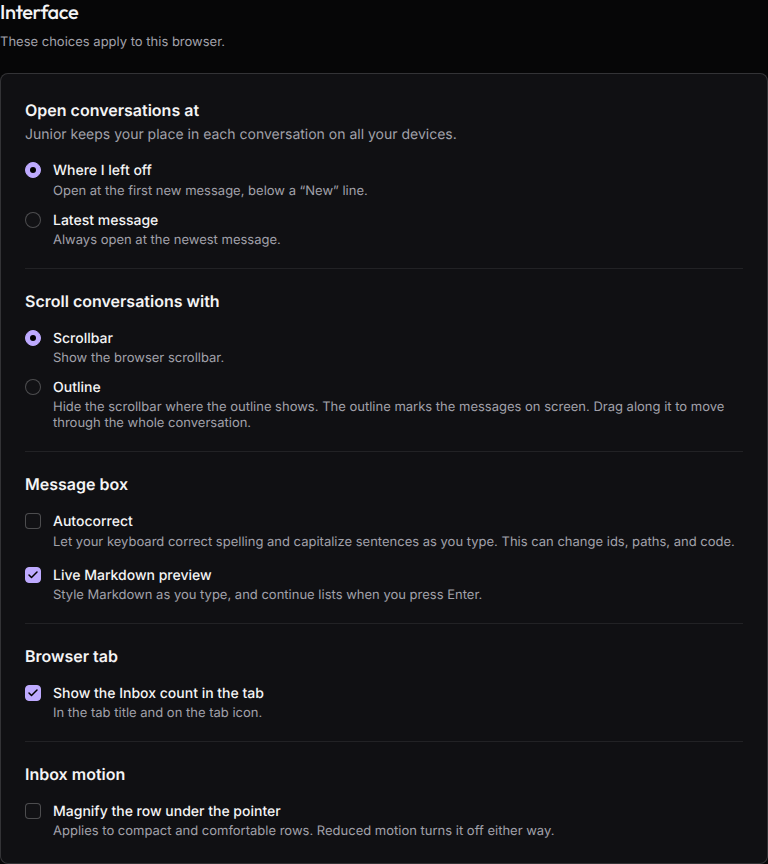 Interface
These choices apply to this browser.
Open conversations at
Junior keeps your place in each conversation on all your devices.
Where I left off
Open at the first new message, below a “New” line.
Latest message
Always open at the newest message.
Scroll conversations with
Scrollbar
Show the browser scrollbar.
Outline
Hide the scrollbar where the outline shows. The outline marks the messages on screen. Drag along it to move
through the whole conversation.
Message box
Autocorrect
Let your keyboard correct spelling and capitalize sentences as you type. This can change ids, paths, and code.
Live Markdown preview
Style Markdown as you type, and continue lists when you press Enter.
Browser tab
Show the Inbox count in the tab
In the tab title and on the tab icon.
Inbox motion
Magnify the row under the pointer
Applies to compact and comfortable rows. Reduced motion turns it off either way.